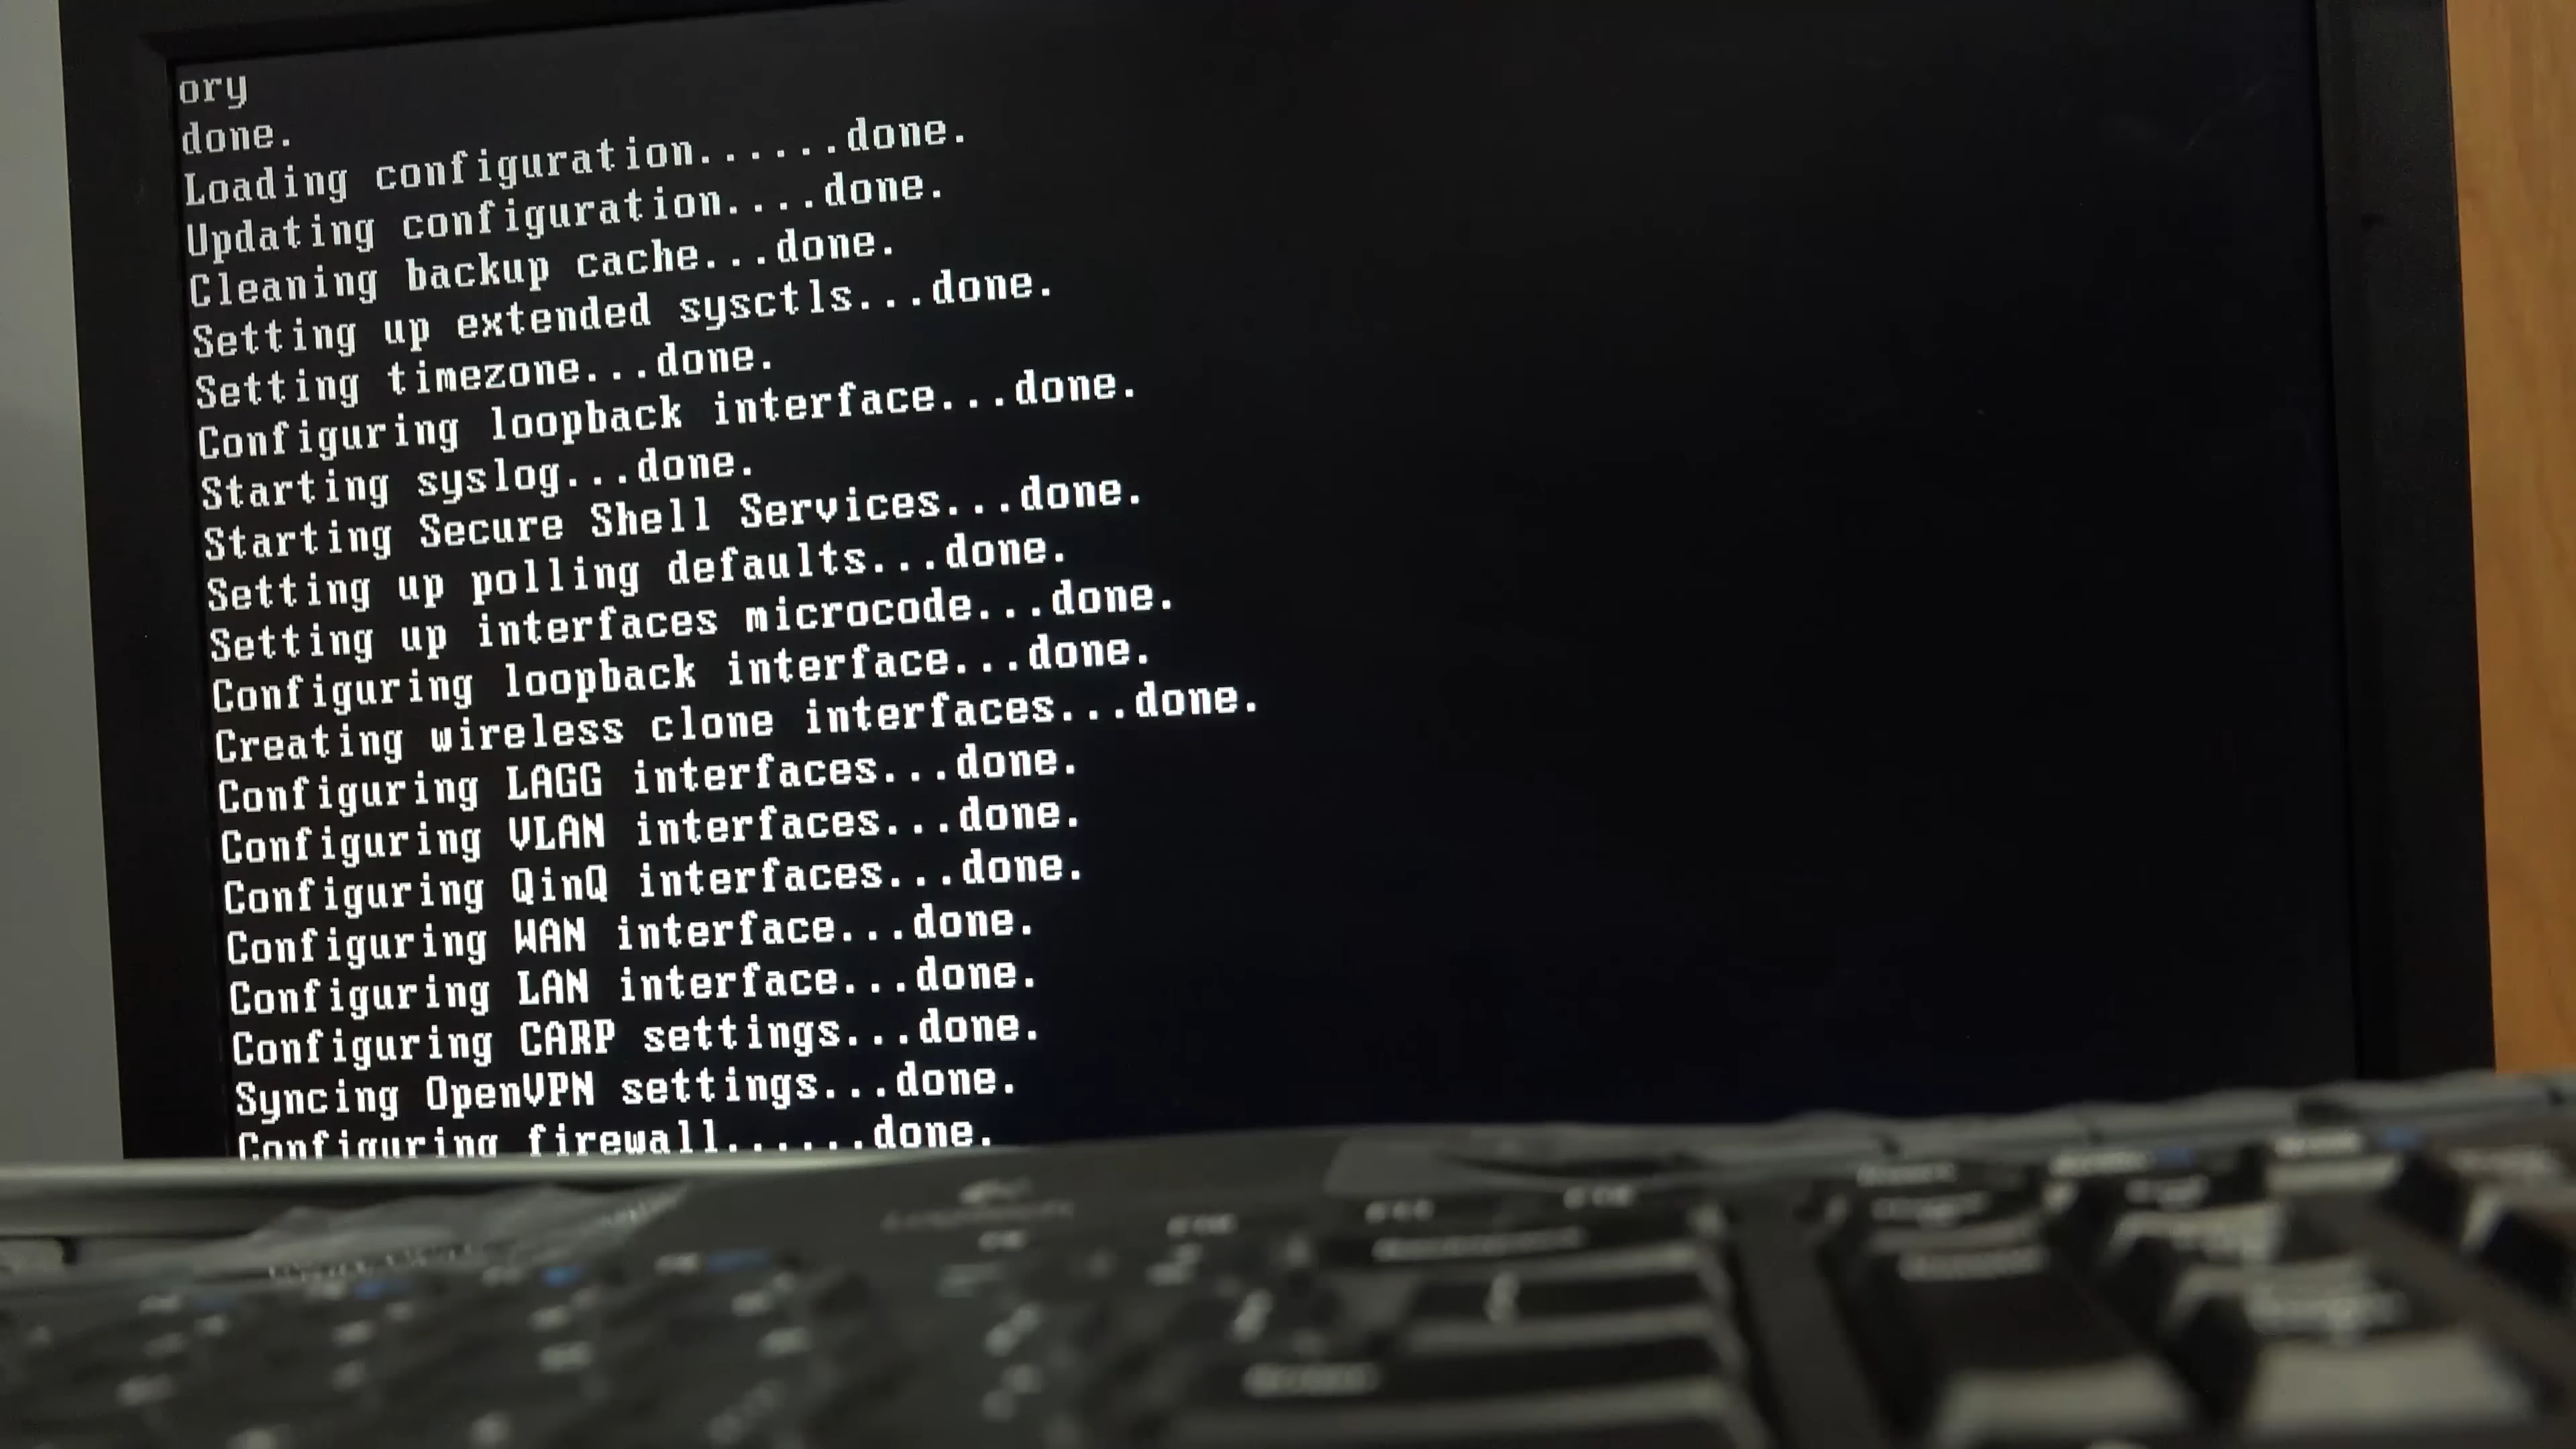 ory
done.
Loading configuration......done.
Updating configuration....done.
Cleaning backup cache...done.
Setting up extended sysctls...done.
Setting timezone...done.
Configuring loopback interface...done.
Starting syslog...done.
Starting Secure Shell Services...done.
Setting up polling defaults...done.
Setting up interfaces microcode...done.
Configuring loopback interface...done.
Creating wireless clone interfaces...done.
Configuring LAGG interfaces...done.
Configuring VLAN interfaces...done.
Configuring QinQ interfaces...done.
Configuring WAN interface...done.
Configuring LAN interface...done.
Configuring CARP settings...done.
Syncing OpenVPN settings...done.
Configuring firewall......done.